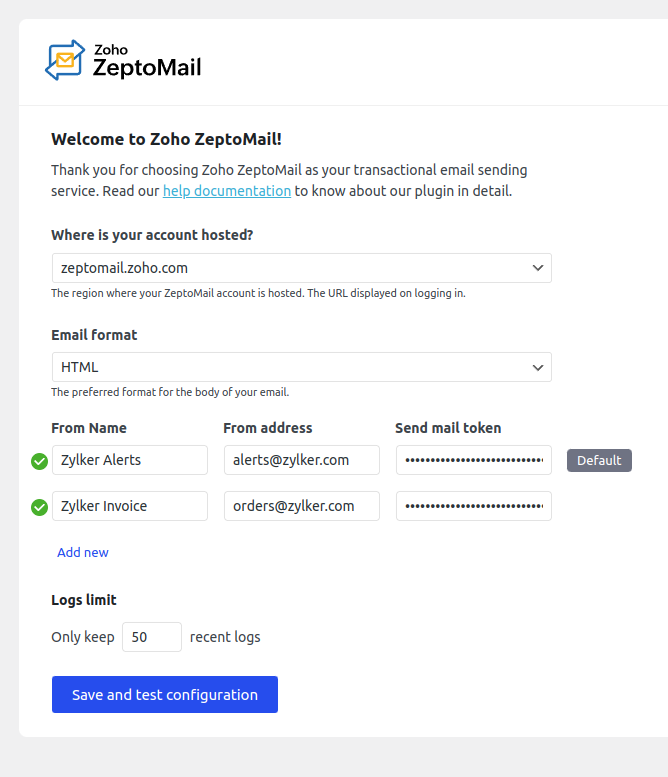 Zoho
ZeptoMail
Welcome to Zoho ZeptoMail!
Thank you for choosing Zoho ZeptoMail as your transactional email sending
service. Read our help documentation to know about our plugin in detail.
Where is your account hosted?
zeptomail.zoho.com
The region where your ZeptoMail account is hosted. The URL displayed on logging in.
Email format
HTML
The preferred format for the body of your email.
From Name From address Send mail token
Zylker Alerts alerts@zylker.com •••••••••••••••••••••••••••• Default
Zylker Invoice orders@zylker.com ••••••••••••••••••••••••••••
Add new
Logs limit
Only keep 50 recent logs
Save and test configuration